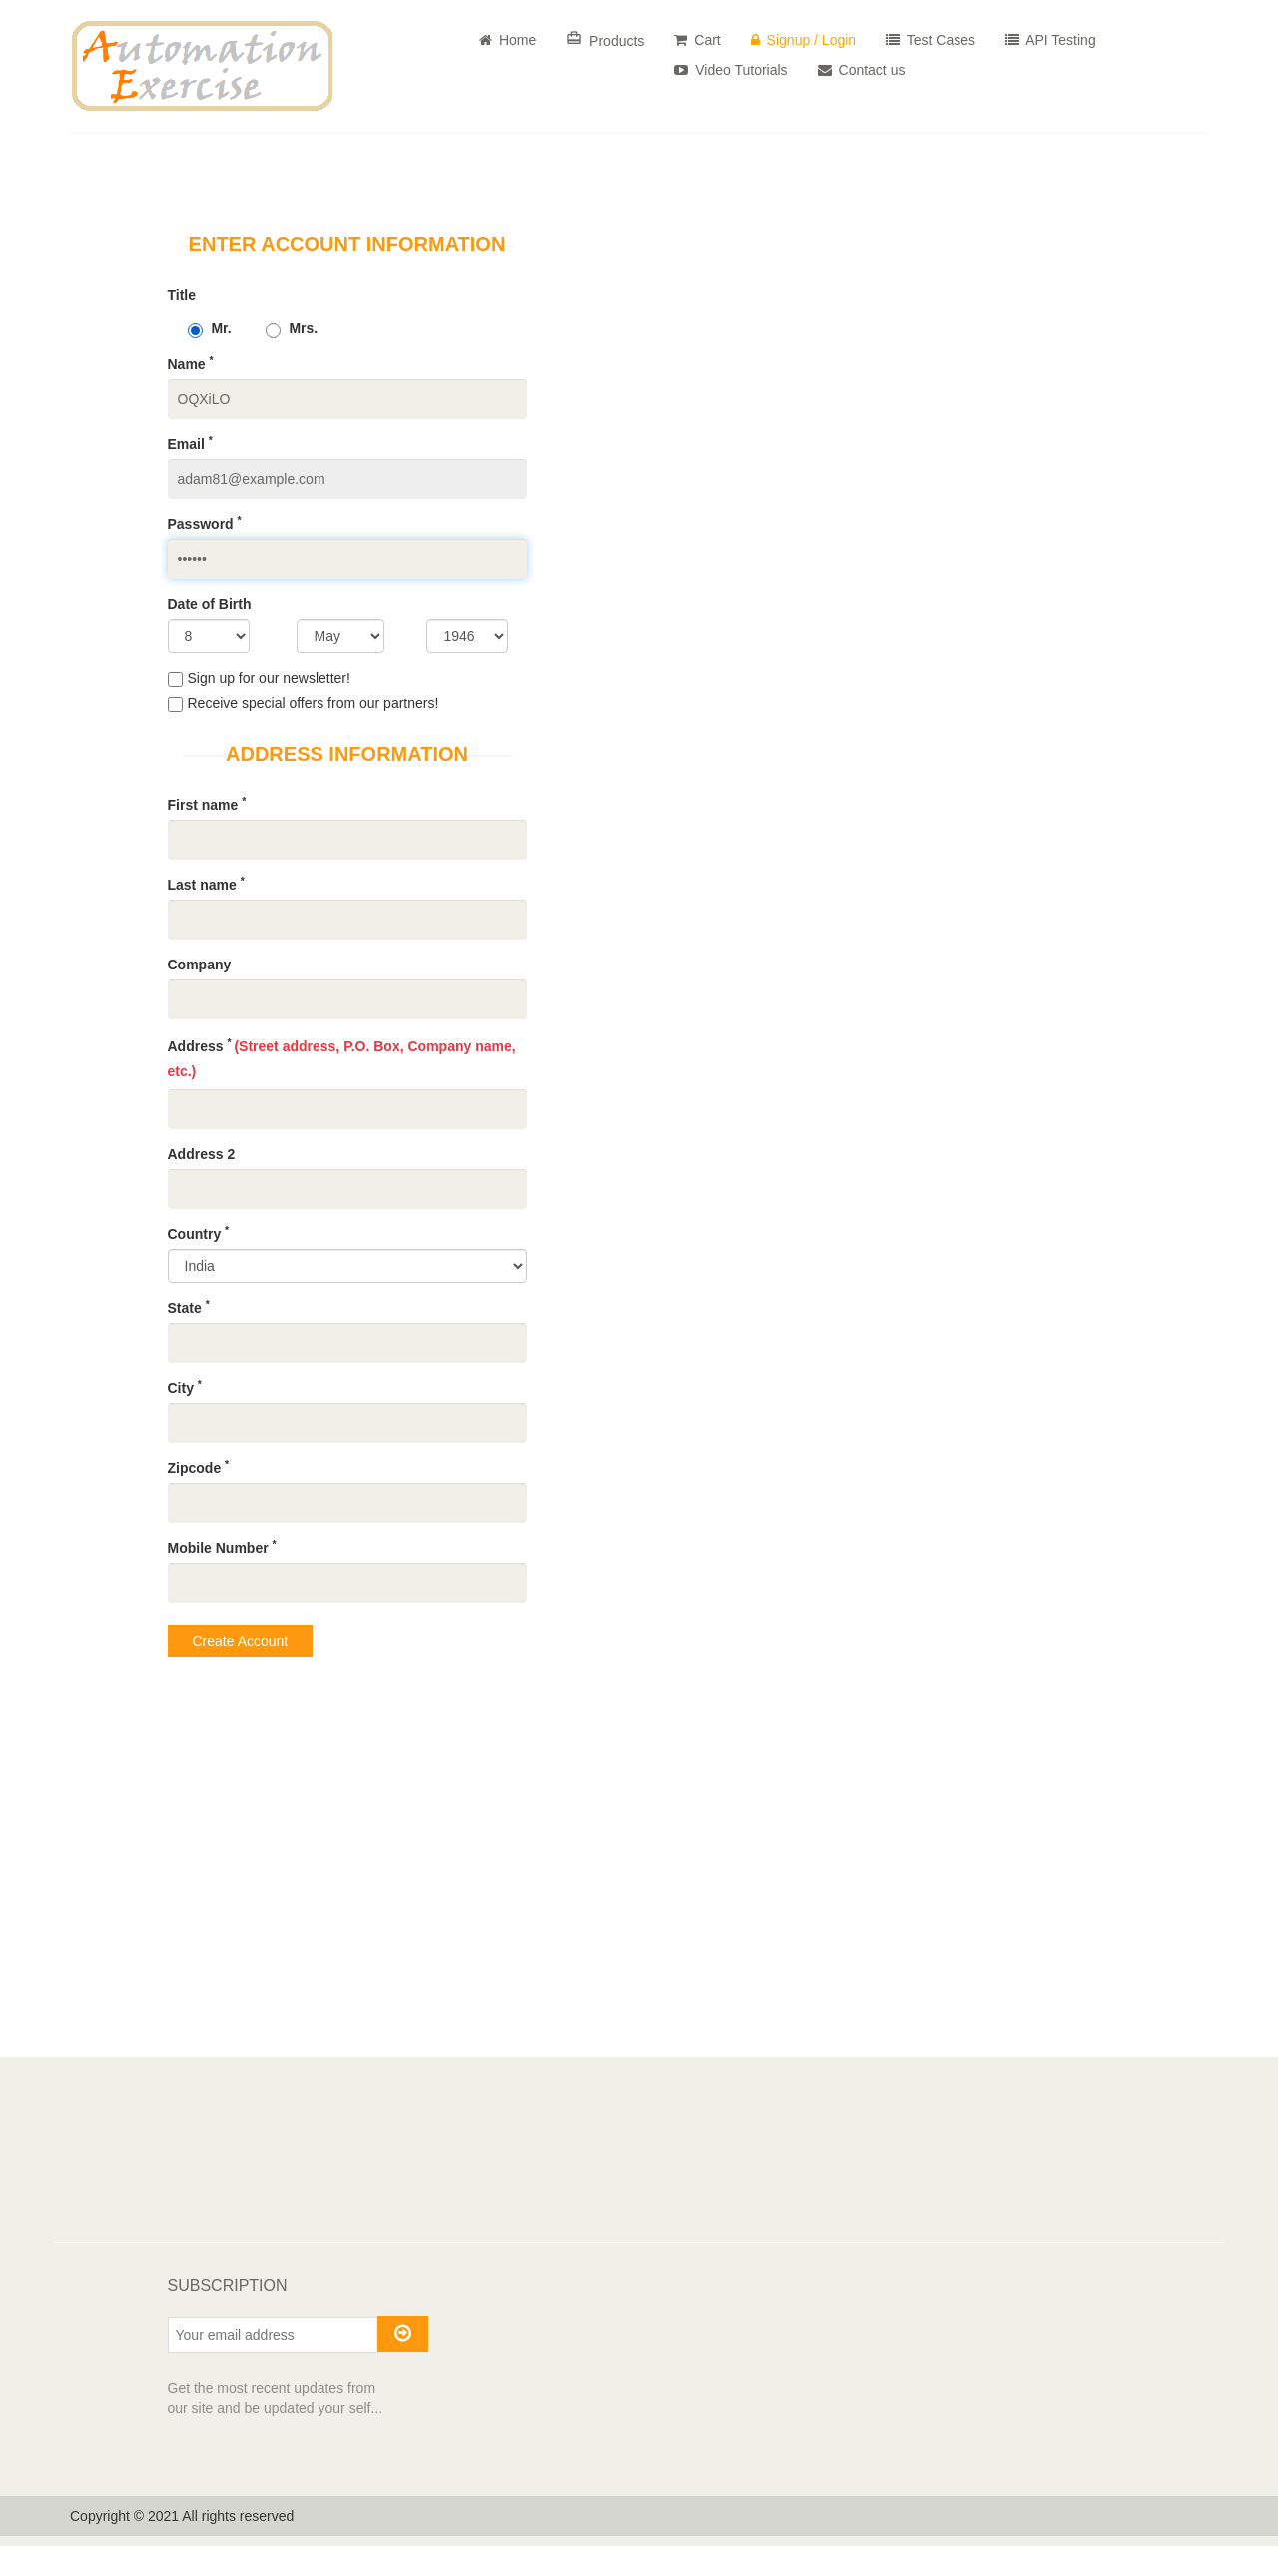 Automation
Exercise
Home Products Cart Signup / Login Test Cases API Testing
Video Tutorials Contact us
ENTER ACCOUNT INFORMATION
Title
Mr. Mrs.
Name *
OQXiLO
Email *
adam81@example.com
Password *
••••••
Date of Birth
8 May 1946
Sign up for our newsletter!
Receive special offers from our partners!
ADDRESS INFORMATION
First name *
Last name *
Company
Address * (Street address, P.O. Box, Company name,
etc.)
Address 2
Country *
India
State *
City *
Zipcode *
Mobile Number *
Create Account
SUBSCRIPTION
Your email address
Get the most recent updates from
our site and be updated your self...
Copyright © 2021 All rights reserved